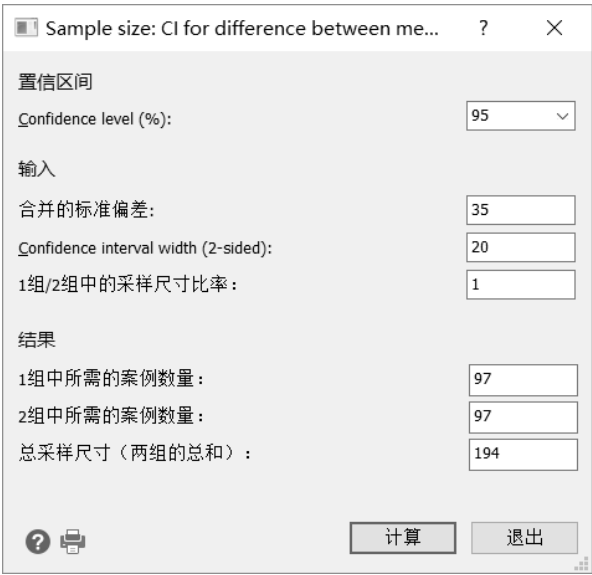 Sample size: CI for difference between me...
置信区间
Confidence level (%):
95
输入
合并的标准偏差:
35
Confidence interval width (2-sided):
20
1组/2组中的采样尺寸比率：
1
结果
1组中所需的案例数量：
97
2组中所需的案例数量：
97
总采样尺寸（两组的总和）：
194
计算
退出